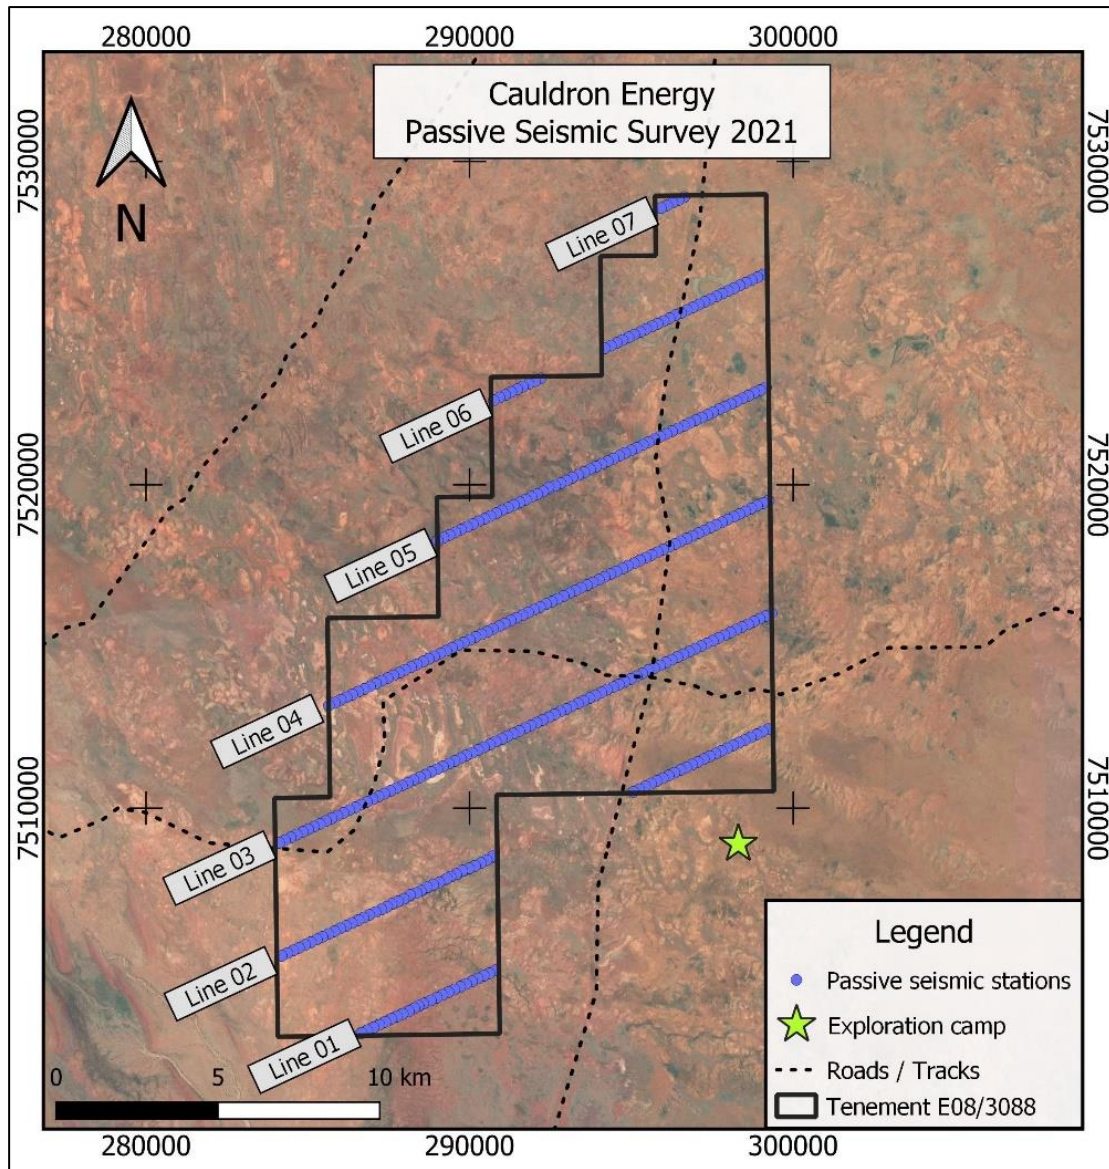 280000 290000 300000
Cauldron Energy
Passive Seismic Survey 2021
7530000 7530000
N
Line 07
Line 06
7520000 7520000
Line 05
Line 04
7510000 7510000
Line 03
Line 02
Line 01
Legend
Passive seismic stations
Exploration camp
Roads / Tracks
Tenement E08/3088
0 5 10 km
280000 290000 300000